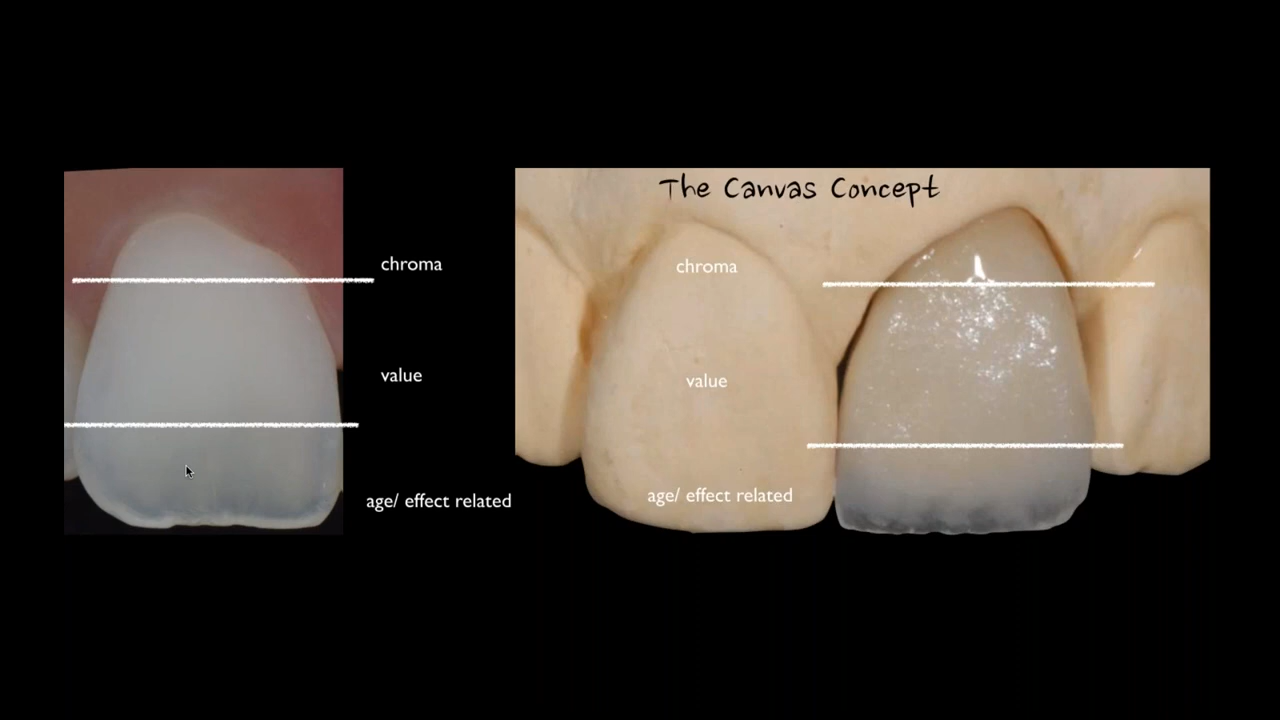 The Canvas Concept
chroma
value
age/ effect related
chroma
value
age/ effect related